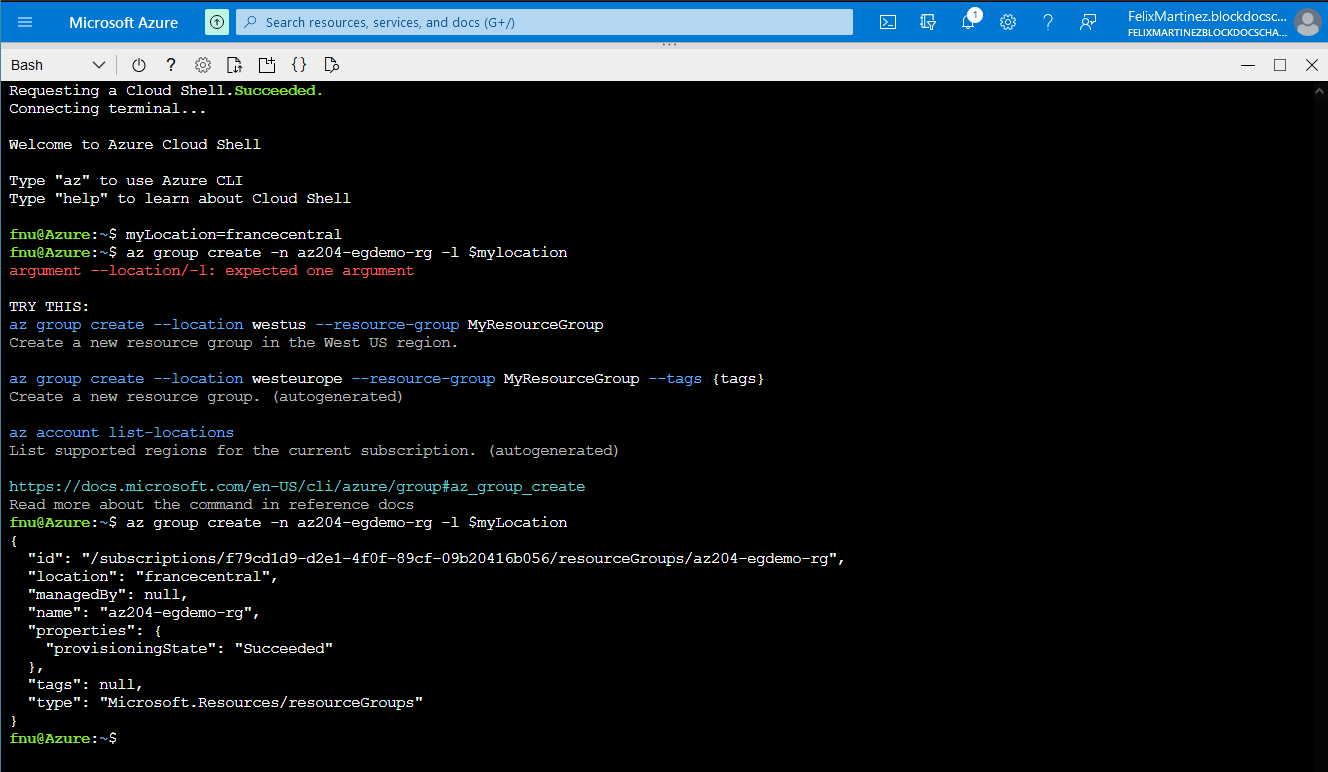 Microsoft Azure
Search resources, services, and docs (G+/)
1
?
FelixMartinez.blockdocsc...
FELIXMARTINEZBLOCKDOCSCHA...
Bash
?
{}
Requesting a Cloud Shell.Succeeded.
Connecting terminal...
Welcome to Azure Cloud Shell
Type "az" to use Azure CLI
Type "help" to learn about Cloud Shell
fnu@Azure:~$ myLocation=francecentral
fnu@Azure:~$ az group create -n az204-egdemo-rg -l $mylocation
argument --location/-l: expected one argument
TRY THIS:
az group create --location westus --resource-group MyResourceGroup
Create a new resource group in the West US region.
az group create --location westeurope --resource-group MyResourceGroup --tags {tags}
Create a new resource group. (autogenerated)
az account list-locations
List supported regions for the current subscription. (autogenerated)
https://docs.microsoft.com/en-US/cli/azure/group#az_group_create
Read more about the command in reference docs
fnu@Azure:~$ az group create -n az204-egdemo-rg -l $myLocation
{
  "id": "/subscriptions/f79cd1d9-d2e1-4f0f-89cf-09b20416b056/resourceGroups/az204-egdemo-rg",
  "location": "francecentral",
  "managedBy": null,
  "name": "az204-egdemo-rg",
  "properties": {
    "provisioningState": "Succeeded"
  },
  "tags": null,
  "type": "Microsoft.Resources/resourceGroups"
}
fnu@Azure:~$